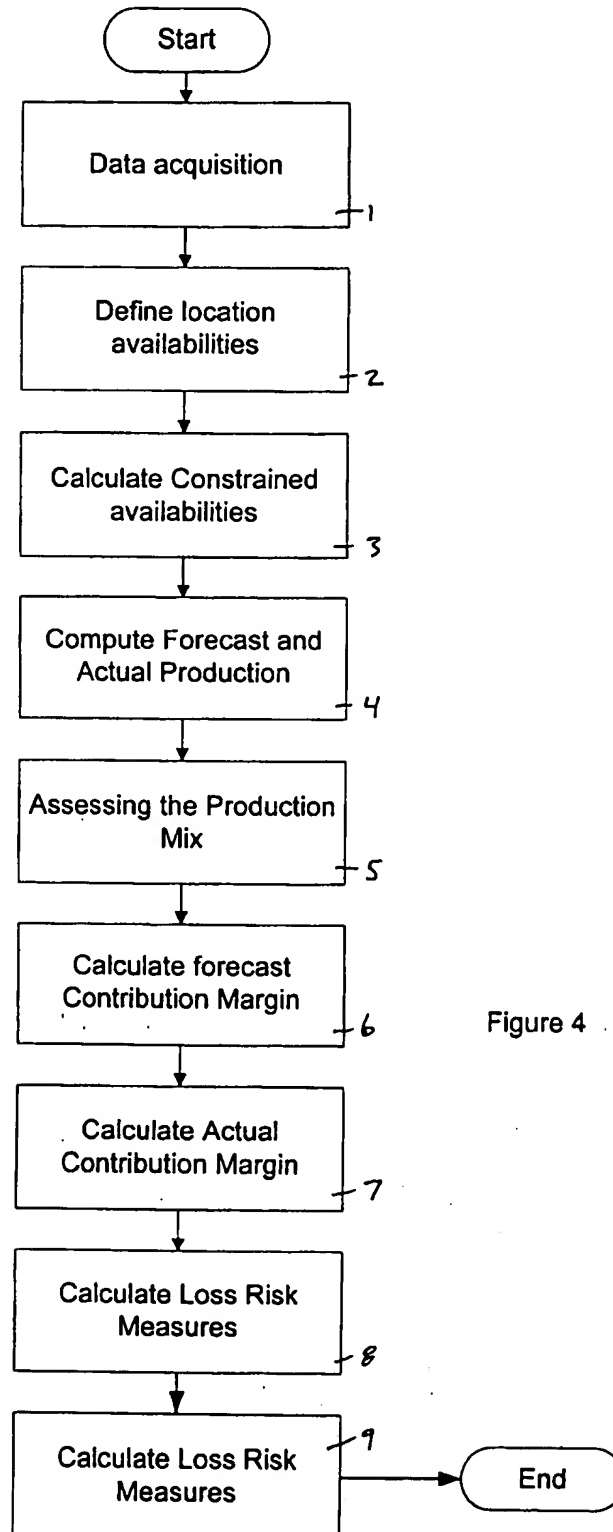 Start
Data acquisition
1
Define location
availabilities
2
Calculate Constrained
availabilities
3
Compute Forecast and
Actual Production
4
Assessing the Production
Mix
5
Calculate forecast
Contribution Margin
6
Figure 4
Calculate Actual
Contribution Margin
7
Calculate Loss Risk
Measures
8
9
Calculate Loss Risk
Measures
End